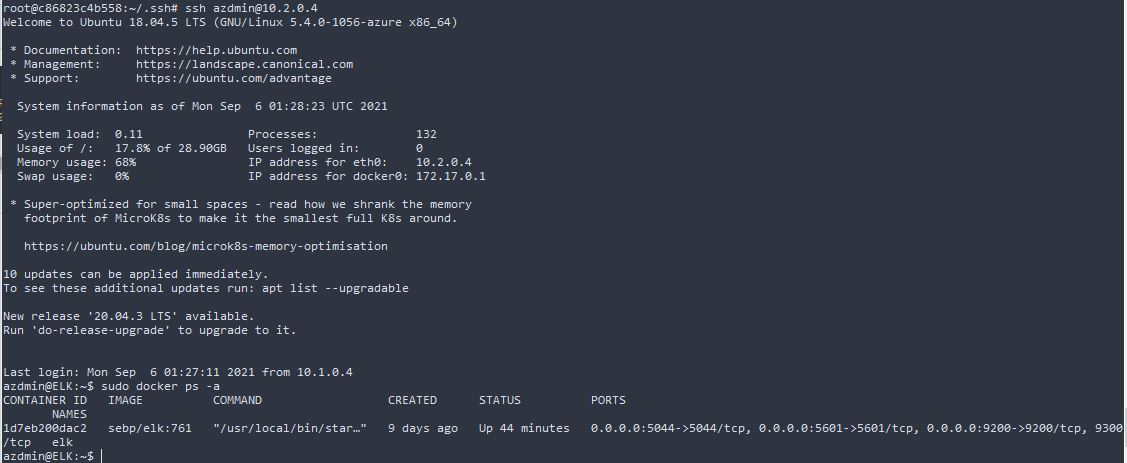 root@c86823c4b558:~/.ssh# ssh azdmin@10.2.0.4
Welcome to Ubuntu 18.04.5 LTS (GNU/Linux 5.4.0-1056-azure x86_64)

 * Documentation:  https://help.ubuntu.com
 * Management:     https://landscape.canonical.com
 * Support:        https://ubuntu.com/advantage

  System information as of Mon Sep  6 01:28:23 UTC 2021

  System load:  0.11               Processes:              132
  Usage of /:   17.8% of 28.90GB   Users logged in:        0
  Memory usage: 68%                IP address for eth0:    10.2.0.4
  Swap usage:   0%                 IP address for docker0: 172.17.0.1

 * Super-optimized for small spaces - read how we shrank the memory
   footprint of MicroK8s to make it the smallest full K8s around.

   https://ubuntu.com/blog/microk8s-memory-optimisation

10 updates can be applied immediately.
To see these additional updates run: apt list --upgradable

New release '20.04.3 LTS' available.
Run 'do-release-upgrade' to upgrade to it.


Last login: Mon Sep  6 01:27:11 2021 from 10.1.0.4
azdmin@ELK:~$ sudo docker ps -a
CONTAINER ID   IMAGE          COMMAND                  CREATED      STATUS          PORTS
       NAMES
1d7eb200dac2   sebp/elk:761   "/usr/local/bin/star…"   9 days ago   Up 44 minutes   0.0.0.0:5044->5044/tcp, 0.0.0.0:5601->5601/tcp, 0.0.0.0:9200->9200/tcp, 9300
/tcp   elk
azdmin@ELK:~$